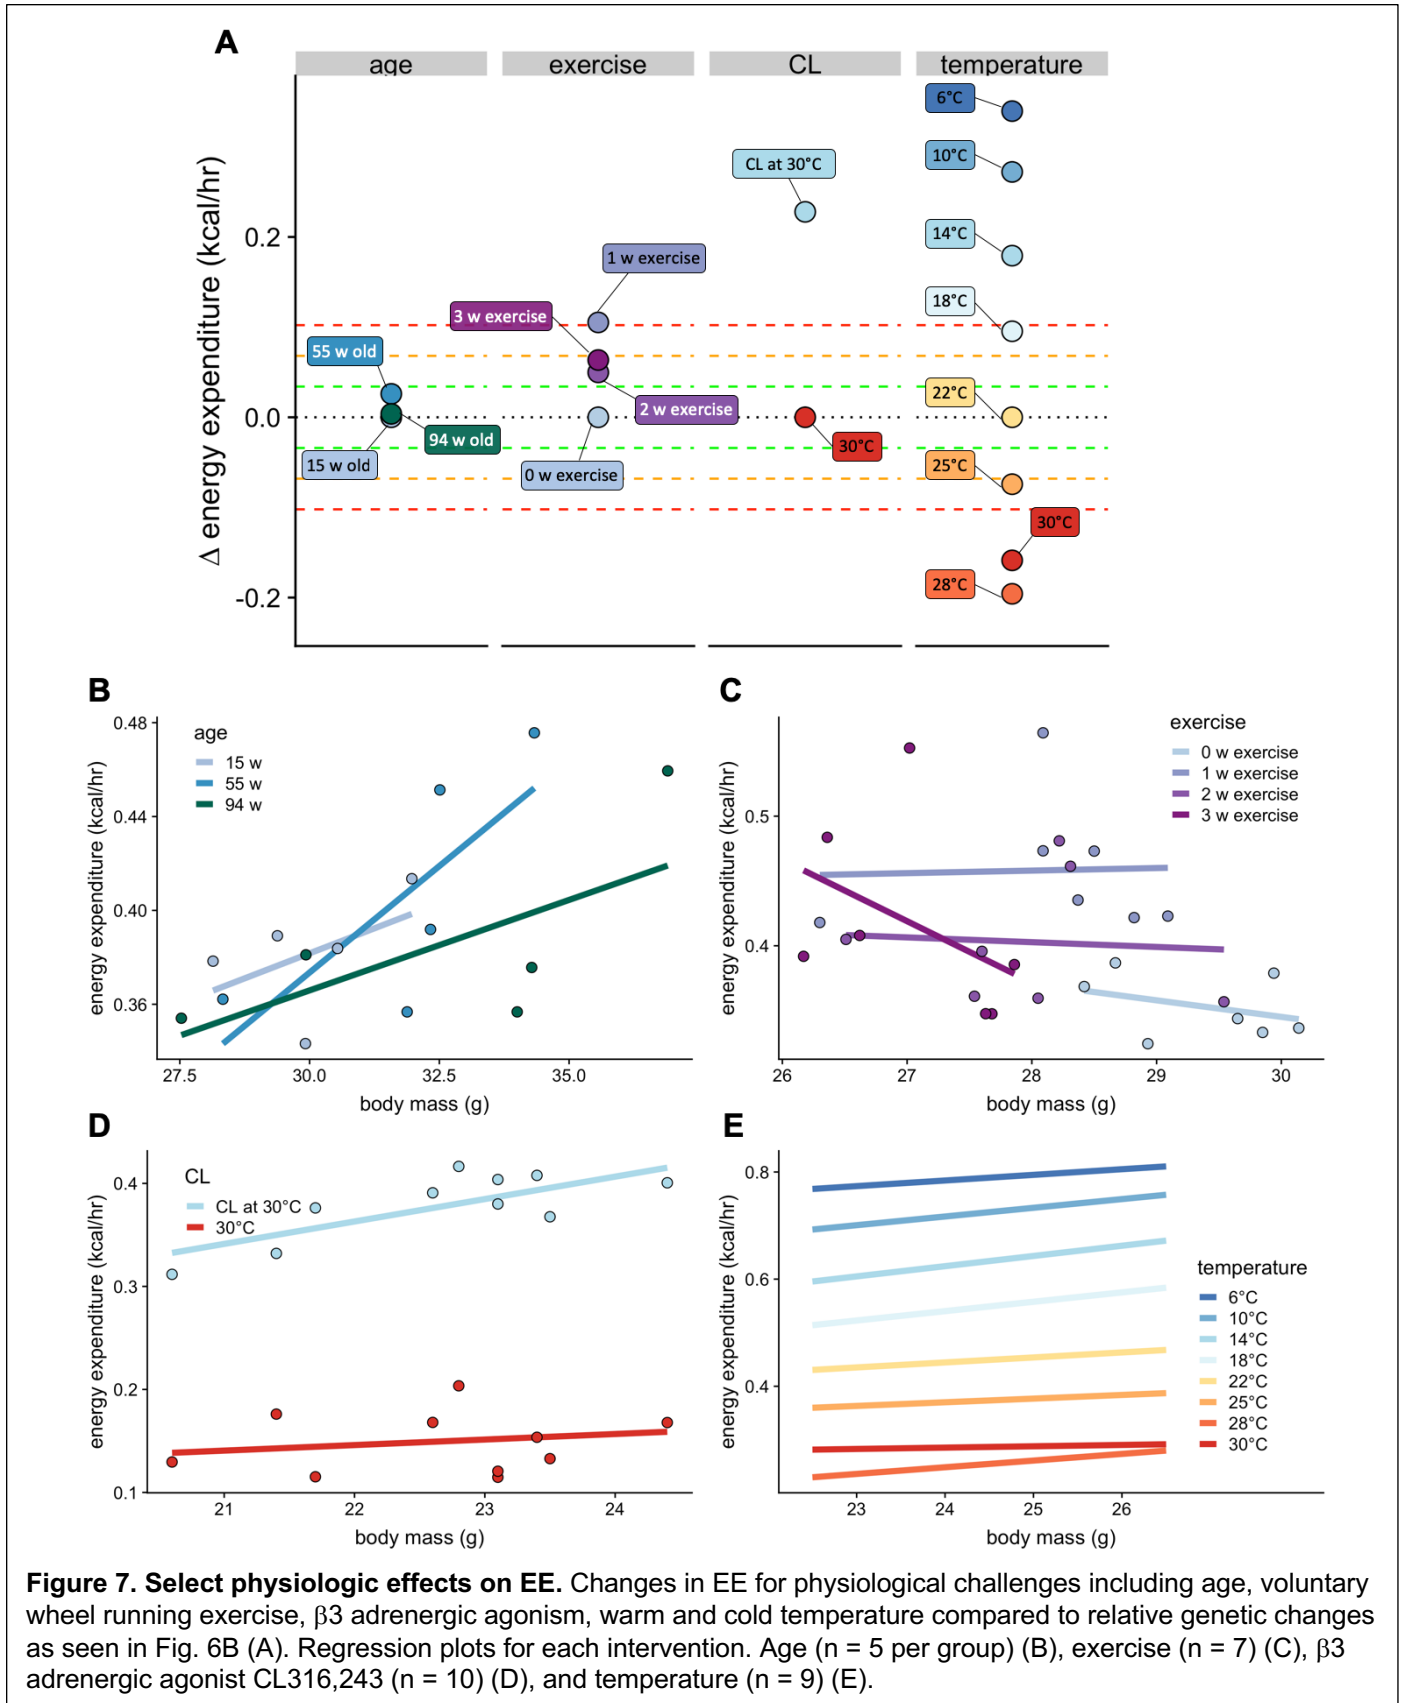 A
age exercise CL temperature
Δ energy expenditure (kcal/hr)
0.2
0.0
-0.2
55 w old
15 w old
94 w old
1 w exercise
3 w exercise
2 w exercise
0 w exercise
CL at 30°C
30°C
6°C
10°C
14°C
18°C
22°C
25°C
30°C
28°C
B
energy expenditure (kcal/hr)
0.48
0.44
0.40
0.36
age
15 w
55 w
94 w
27.5 30.0 32.5 35.0
body mass (g)
C
energy expenditure (kcal/hr)
0.5
0.4
exercise
0 w exercise
1 w exercise
2 w exercise
3 w exercise
26 27 28 29 30
body mass (g)
D
energy expenditure (kcal/hr)
0.4
0.3
0.2
0.1
CL
CL at 30°C
30°C
21 22 23 24
body mass (g)
E
energy expenditure (kcal/hr)
0.8
0.6
0.4
temperature
6°C
10°C
14°C
18°C
22°C
25°C
28°C
30°C
23 24 25 26
body mass (g)
Figure 7. Select physiologic effects on EE. Changes in EE for physiological challenges including age, voluntary
wheel running exercise, β3 adrenergic agonism, warm and cold temperature compared to relative genetic changes
as seen in Fig. 6B (A). Regression plots for each intervention. Age (n = 5 per group) (B), exercise (n = 7) (C), β3
adrenergic agonist CL316,243 (n = 10) (D), and temperature (n = 9) (E).